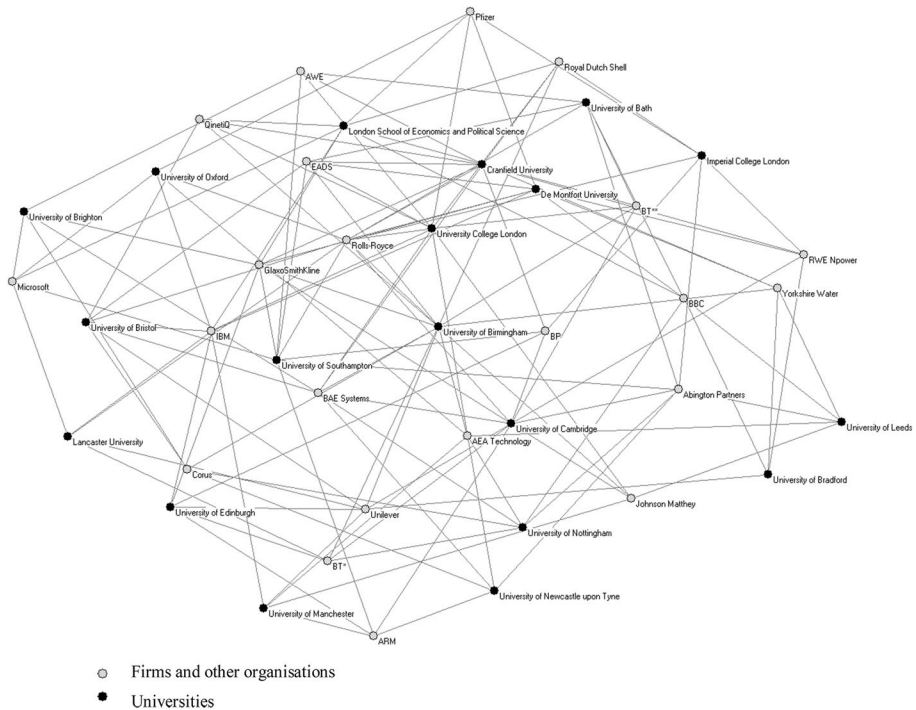 Pfizer
Royal Dutch Shell
AWE
University of Bath
QinetiQ
London School of Economics and Political Science
Imperial College London
EADS
Cranfield University
University of Oxford
De Montfort University
BT**
University of Brighton
University College London
Rolls-Royce
RWE Npower
GlaxoSmithKline
Microsoft
Yorkshire Water
BBC
University of Bristol
IBM
University of Birmingham
BP
University of Southampton
BAE Systems
Abington Partners
University of Cambridge
University of Leeds
Lancaster University
AEA Technology
Corus
University of Bradford
Johnson Matthey
University of Edinburgh
Unilever
University of Nottingham
BT*
University of Newcastle upon Tyne
University of Manchester
ARM
Firms and other organisations
Universities